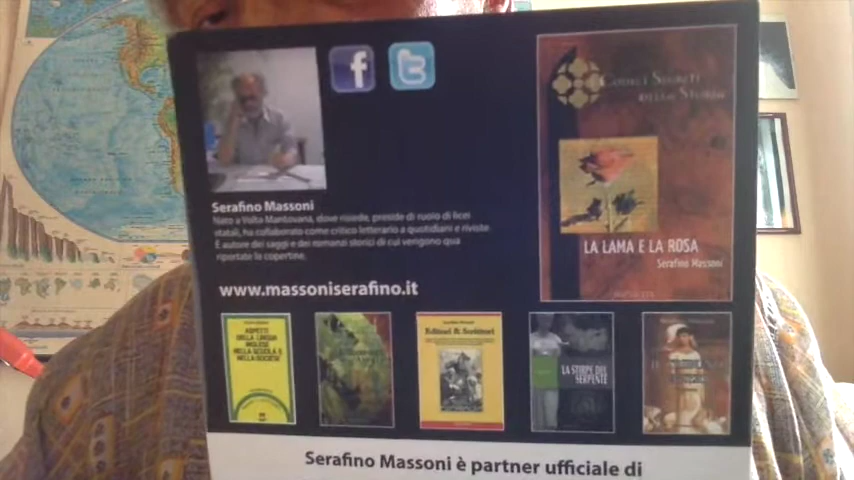 f
t
Codici Segreti
della Storia
LA LAMA E LA ROSA
Serafino Massoni
Serafino Massoni
Nato a Volta Mantovana, dove risiede, preside di ruolo di licei
statali, ha collaborato come critico letterario a quotidiani e riviste.
È autore dei saggi e dei romanzi storici di cui vengono qua
riportate le copertine.
www.massoniserafino.it
ASPETTI
DELLA LINGUA
INGLESE
NELLA SCUOLA E
NELLA SOCIETA'
Editori & Scrittori
LA STIRPE DEL
SERPENTE
Serafino Massoni è partner ufficiale di